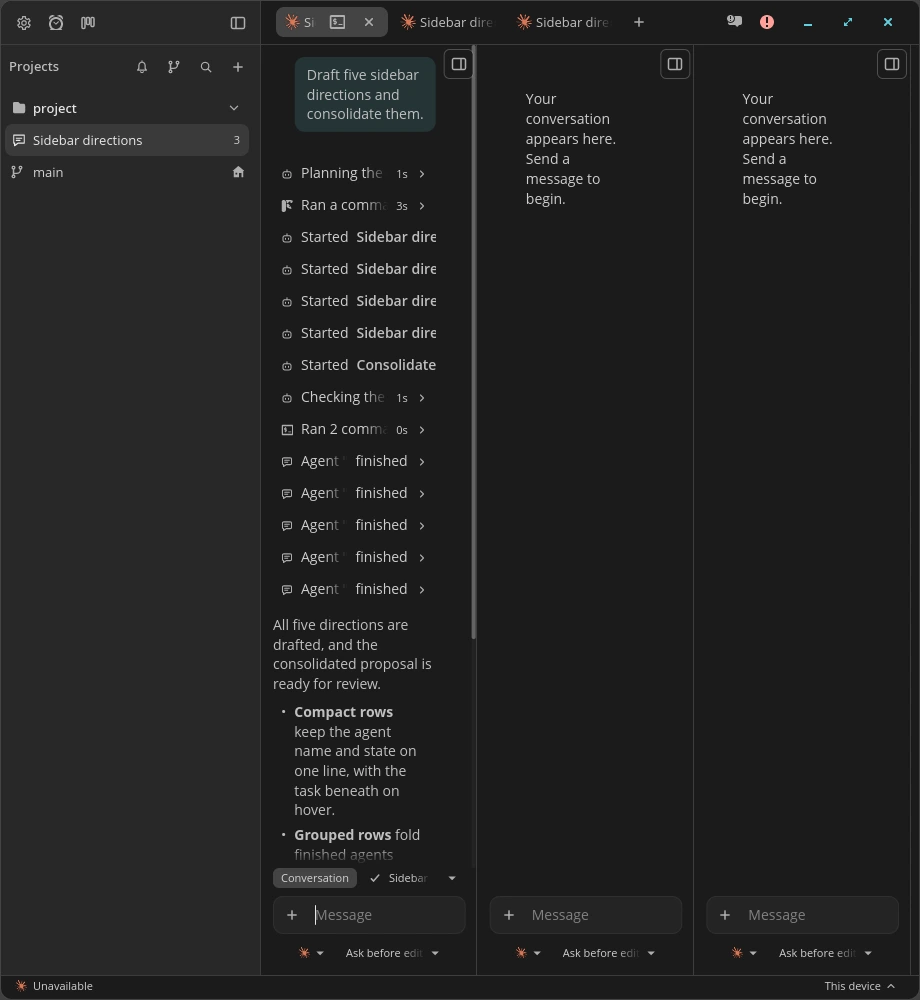 Si
Sidebar dire
Sidebar dire
Projects
project
Sidebar directions 3
main
Draft five sidebar
directions and
consolidate them.
Planning the 1s
Ran a comma 3s
Started Sidebar dire
Started Sidebar dire
Started Sidebar dire
Started Sidebar dire
Started Consolidate
Checking the 1s
Ran 2 comma 0s
Agent " finished
Agent " finished
Agent " finished
Agent " finished
Agent " finished
All five directions are
drafted, and the
consolidated proposal is
ready for review.
• Compact rows
keep the agent
name and state on
one line, with the
task beneath on
hover.
• Grouped rows fold
finished agents
Conversation Sidebar
Message
Ask before edit
Your
conversation
appears here.
Send a
message to
begin.
Message
Ask before edit
Your
conversation
appears here.
Send a
message to
begin.
Message
Ask before edit
Unavailable
This device